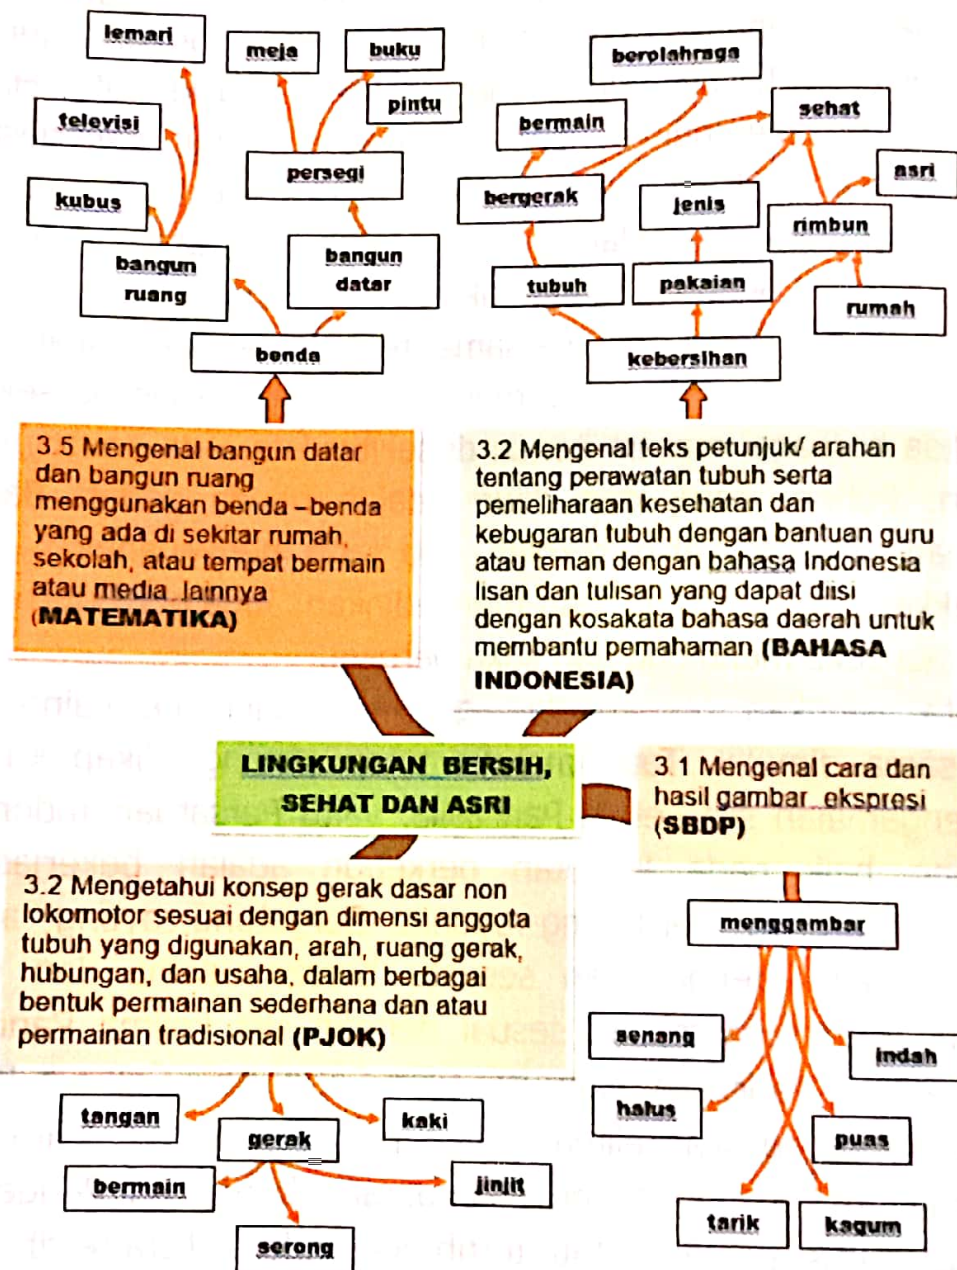 lemari
meja
buku
pintu
televisi
persegi
kubus
bangun
ruang
bangun
datar
benda
berolahraga
sehat
bermain
asri
bergerak
jenis
rimbun
tubuh
pakaian
rumah
kebersihan
3.5 Mengenal bangun datar
dan bangun ruang
menggunakan benda –benda
yang ada di sekitar rumah,
sekolah, atau tempat bermain
atau media lainnya
(MATEMATIKA)
3.2 Mengenal teks petunjuk/ arahan
tentang perawatan tubuh serta
pemeliharaan kesehatan dan
kebugaran tubuh dengan bantuan guru
atau teman dengan bahasa Indonesia
lisan dan tulisan yang dapat diisi
dengan kosakata bahasa daerah untuk
membantu pemahaman (BAHASA
INDONESIA)
LINGKUNGAN BERSIH,
SEHAT DAN ASRI
3.1 Mengenal cara dan
hasil gambar ekspresi
(SBDP)
3.2 Mengetahui konsep gerak dasar non
lokomotor sesuai dengan dimensi anggota
tubuh yang digunakan, arah, ruang gerak,
hubungan, dan usaha, dalam berbagai
bentuk permainan sederhana dan atau
permainan tradisional (PJOK)
menggambar
senang
indah
halus
puas
tarik
kagum
tangan
gerak
kaki
bermain
jinjit
serong